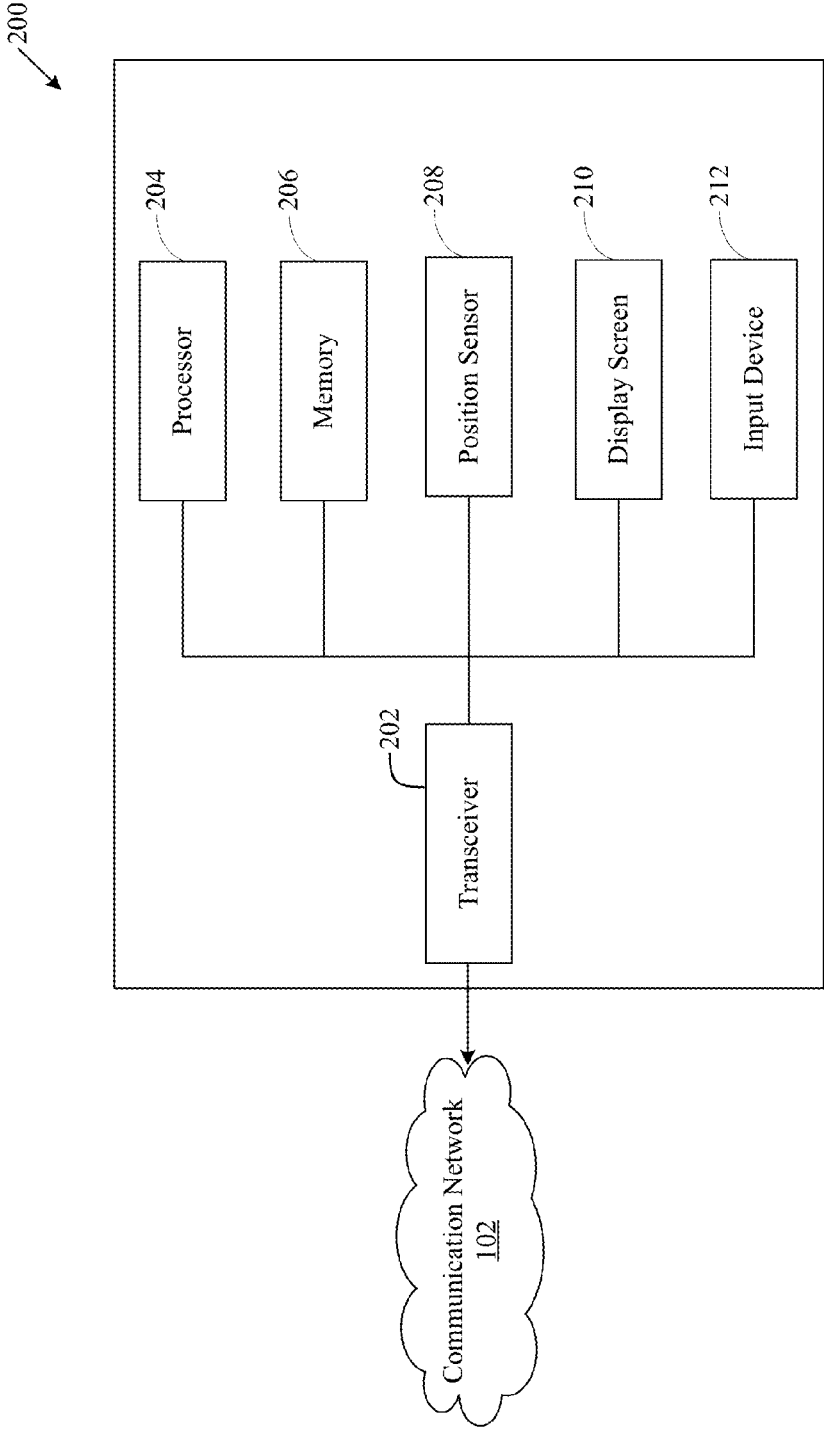 200
Processor
204
Memory
206
Position Sensor
208
Display Screen
210
Input Device
212
202
Transceiver
Communication Network
102